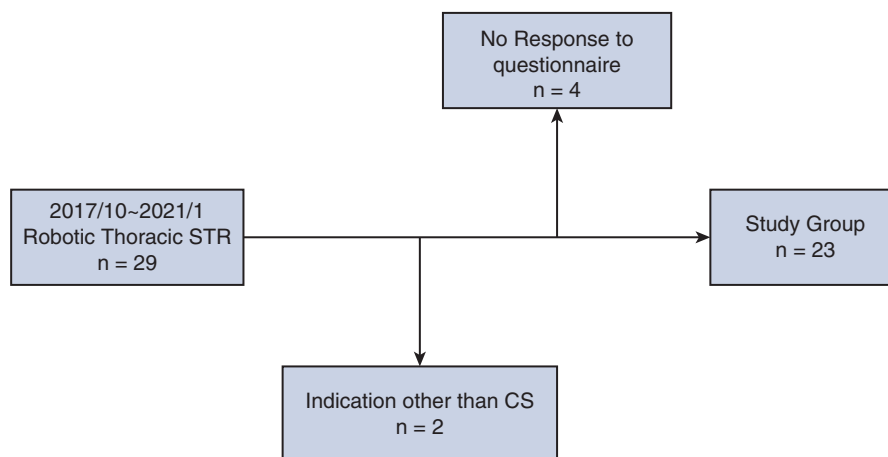 No Response to
questionnaire
n = 4
2017/10~2021/1
Robotic Thoracic STR
n = 29
Study Group
n = 23
Indication other than CS
n = 2